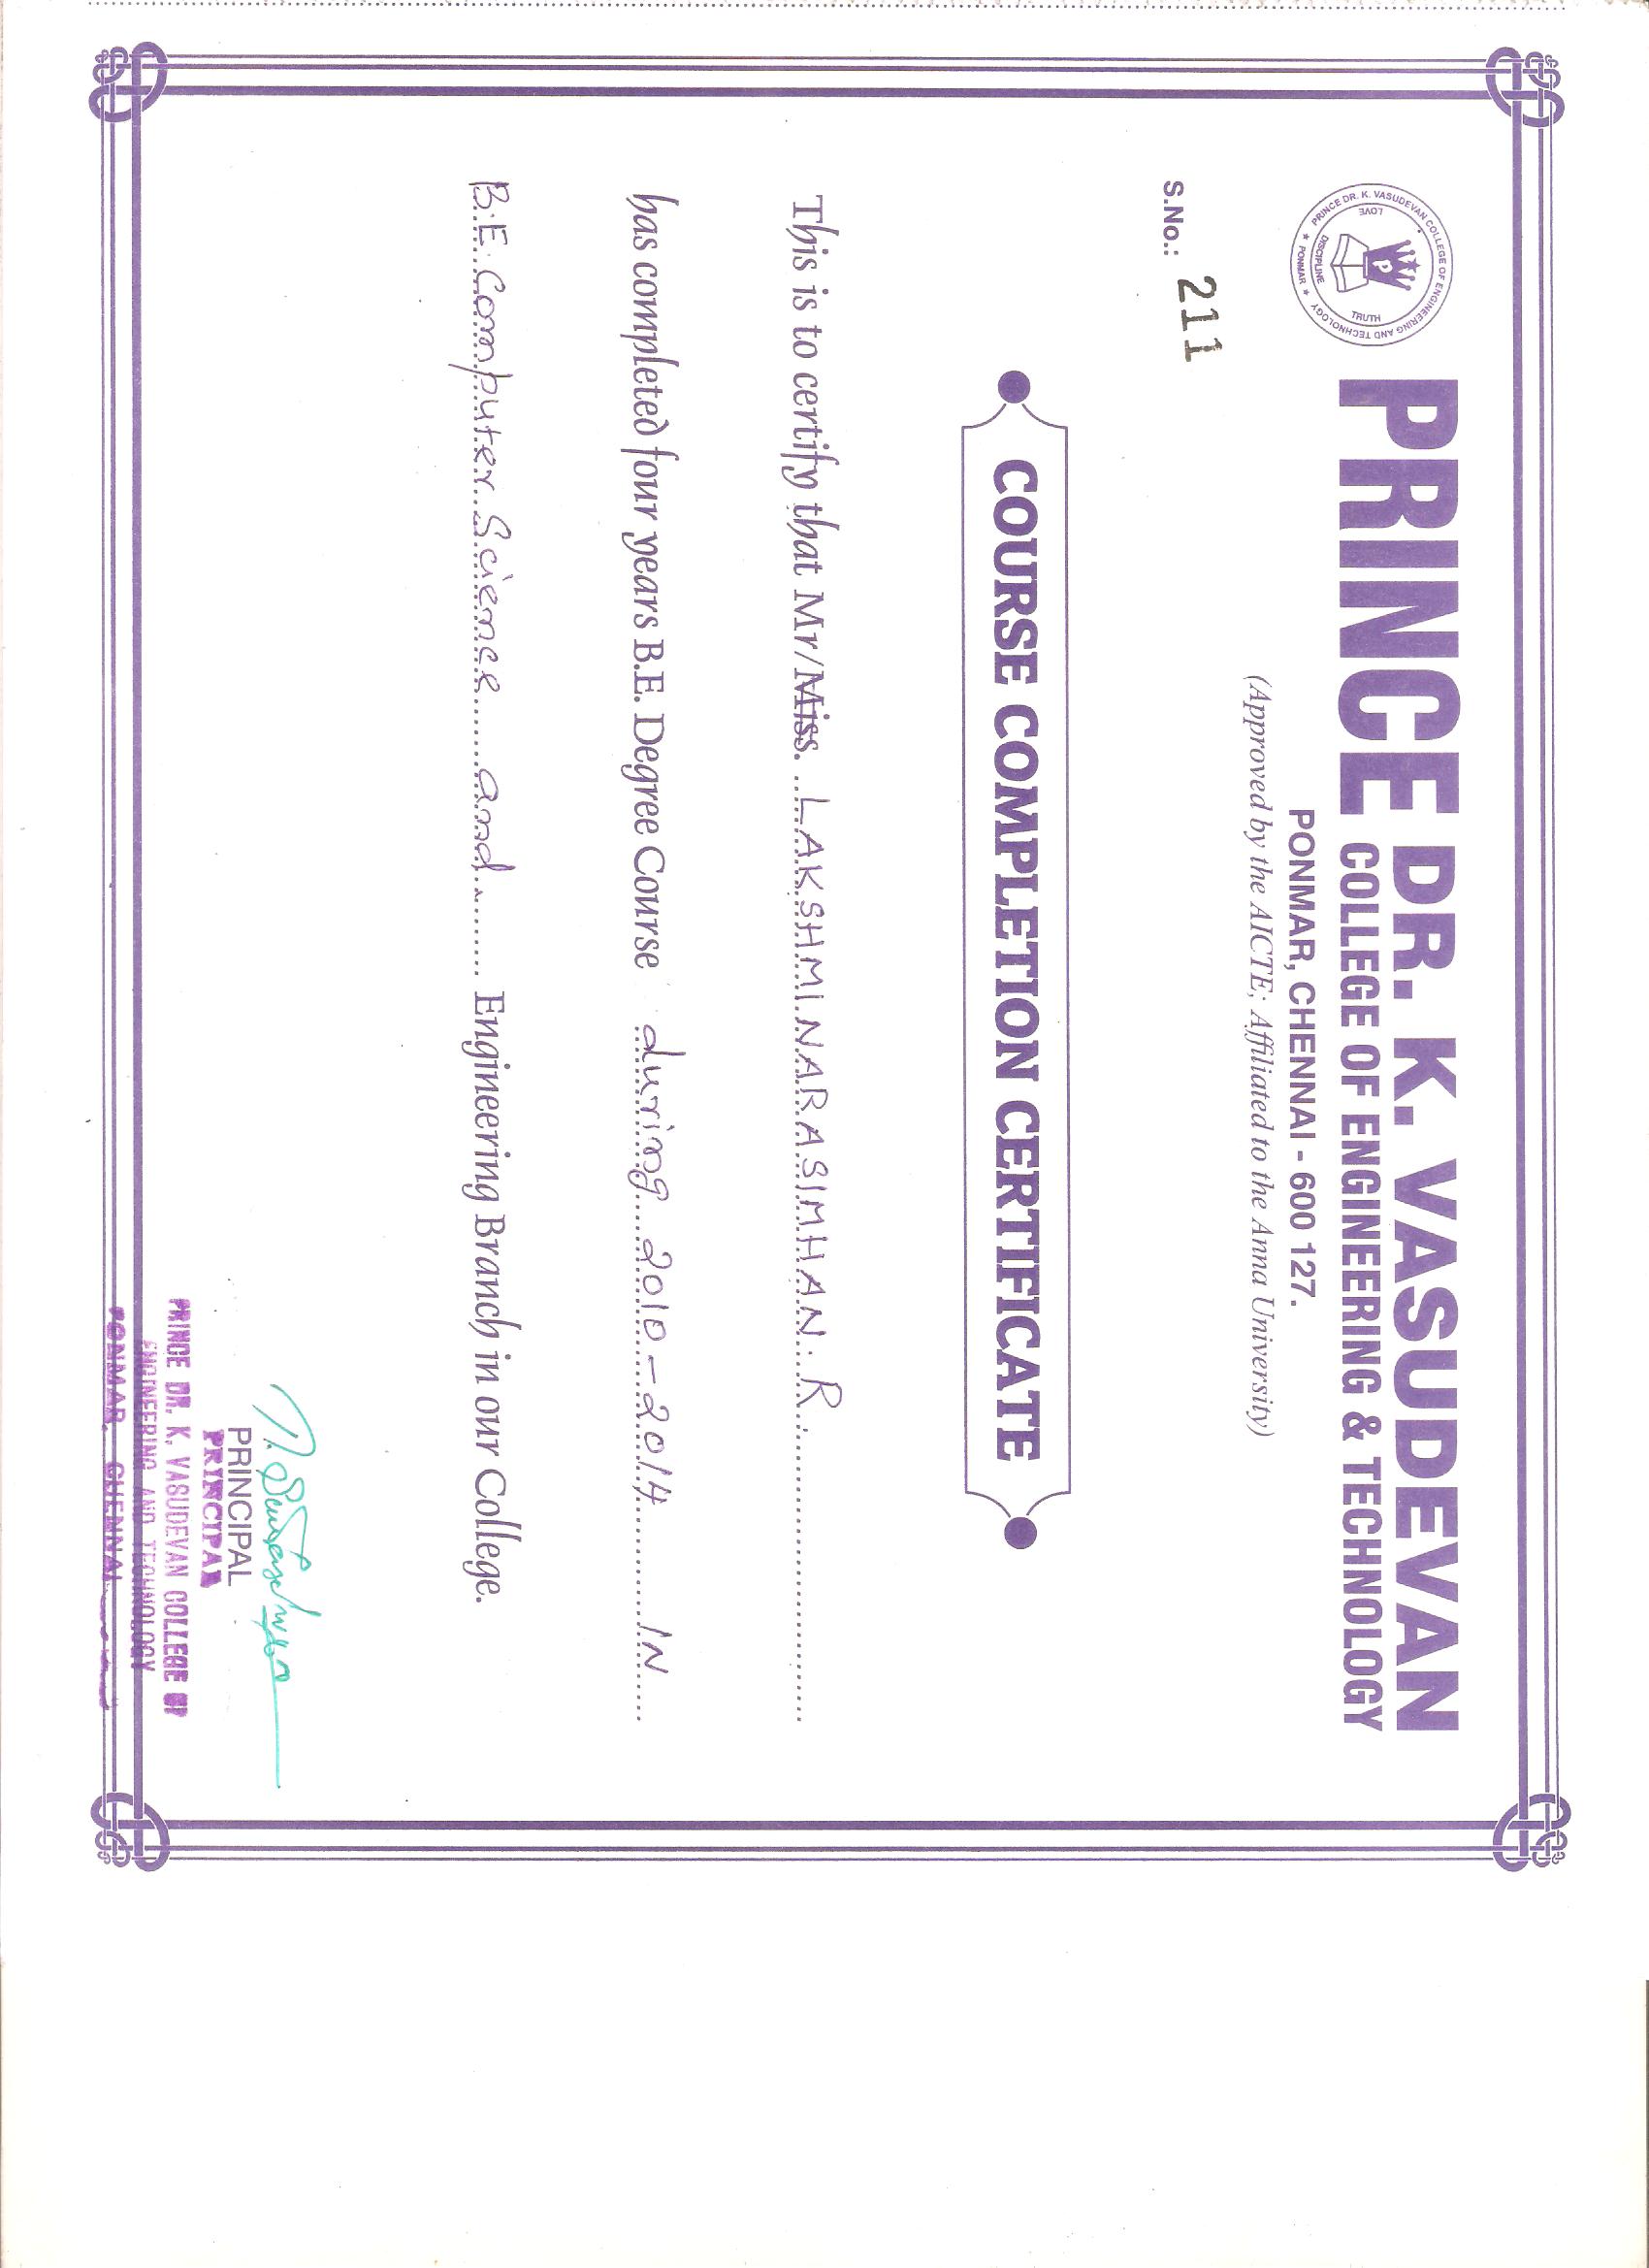 PRINCE DR. K. VASUDEVAN
COLLEGE OF ENGINEERING & TECHNOLOGY
PONMAR, CHENNAI - 600 127.
(Approved by the AICTE; Affiliated to the Anna University)
PRINCE DR. K. VASUDEVAN COLLEGE OF ENGINEERING AND TECHNOLOGY
★ PONMAR ★
LOVE
DISCIPLINE
TRUTH
P
S.No.: 211
COURSE COMPLETION CERTIFICATE
This is to certify that Mr/Miss. LAKSHMINARASIMHAN. R
has completed four years B.E. Degree Course during 2010-2014 IN
B.E. Computer Science and Engineering Branch in our College.
PRINCIPAL
PRINCIPAL
PRINCE DR. K. VASUDEVAN COLLEGE OF
ENGINEERING AND TECHNOLOGY
PONMAR, CHENNAI